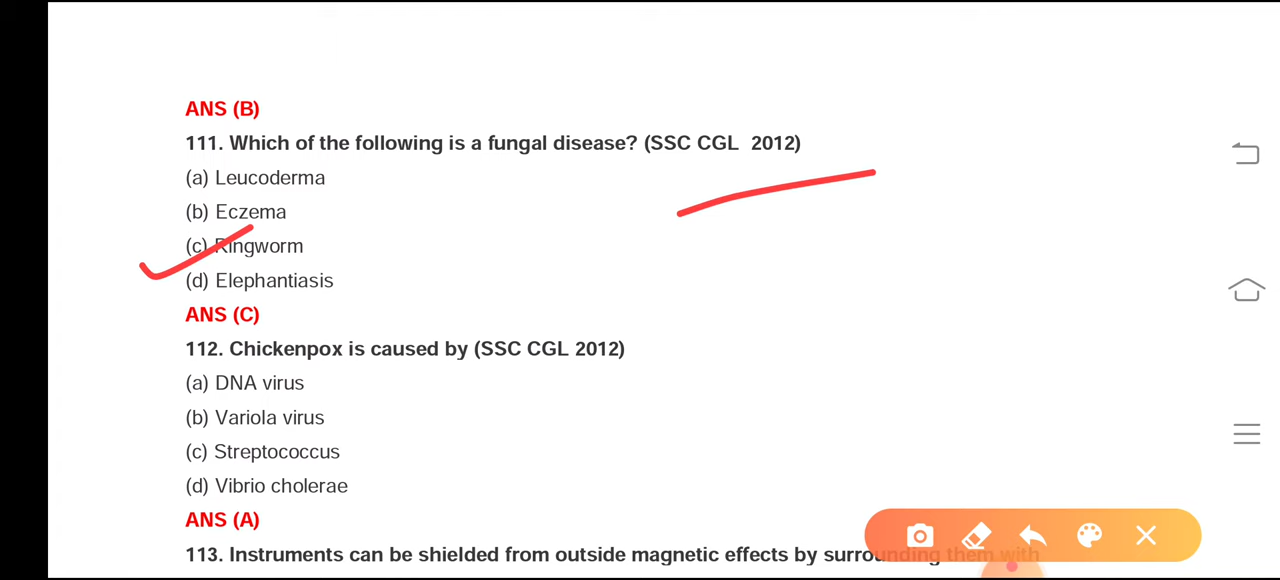 ANS (B)
111. Which of the following is a fungal disease? (SSC CGL 2012)
(a) Leucoderma
(b) Eczema
(c) Ringworm
(d) Elephantiasis
ANS (C)
112. Chickenpox is caused by (SSC CGL 2012)
(a) DNA virus
(b) Variola virus
(c) Streptococcus
(d) Vibrio cholerae
ANS (A)
113. Instruments can be shielded from outside magnetic effects by surrounding them with